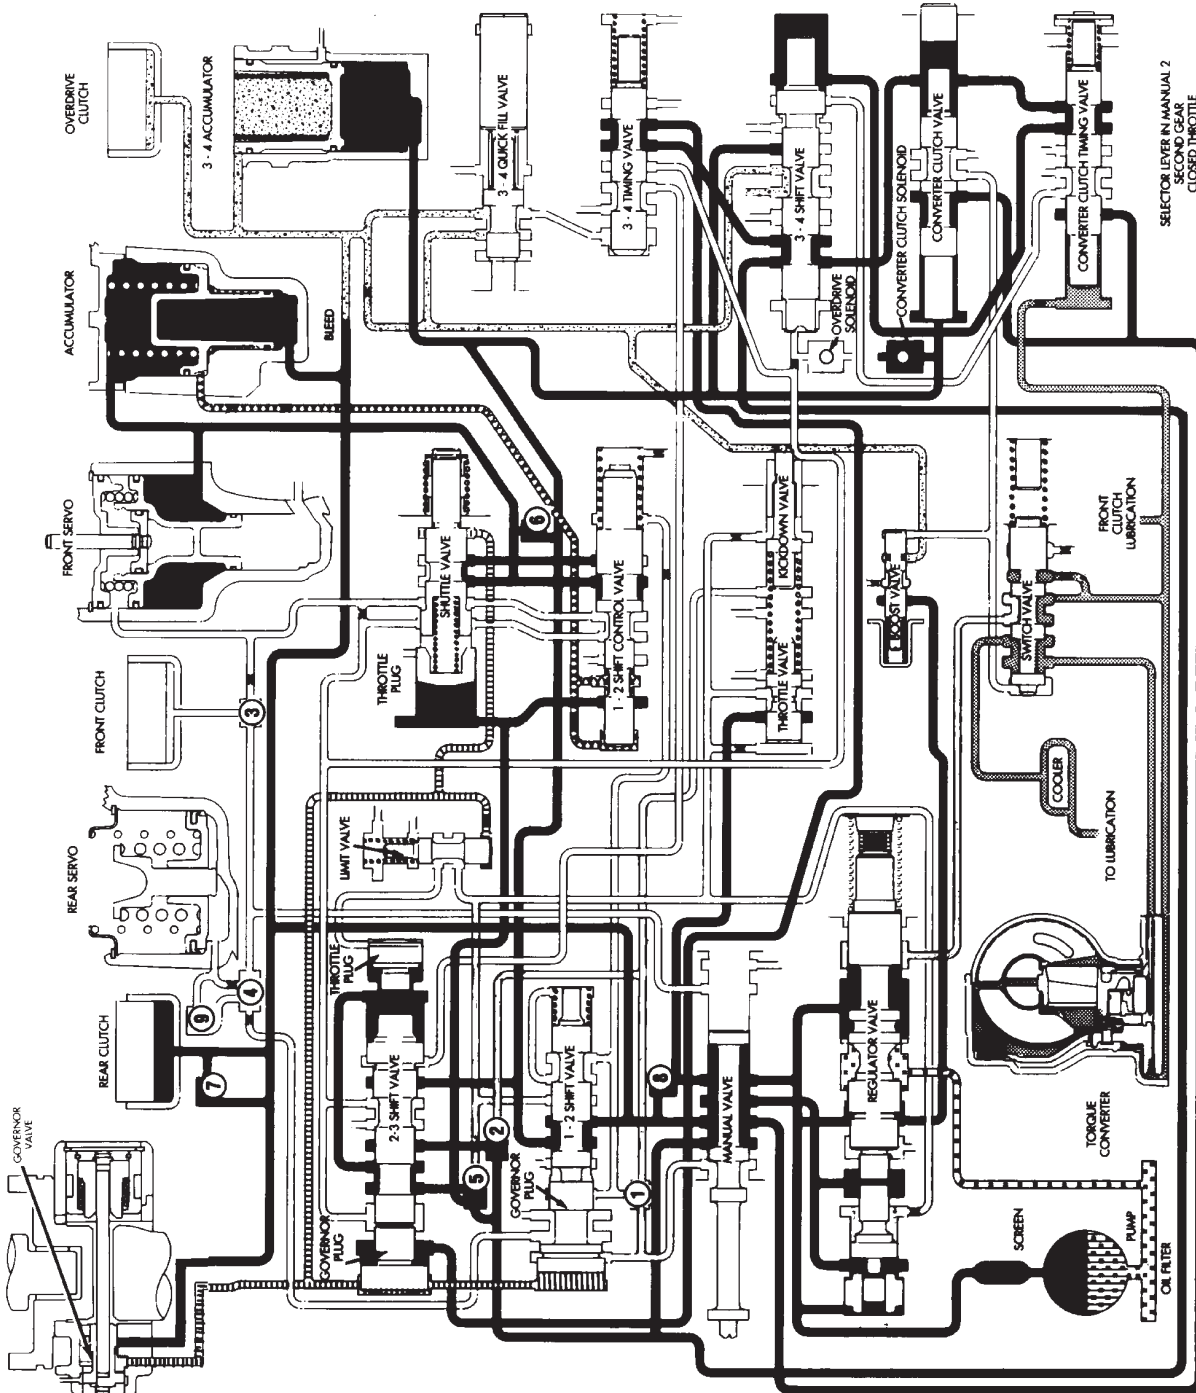 OVERDRIVE
CLUTCH
3 - 4 ACCUMULATOR
3 - 4 QUICK FILL VALVE
3 - 4 TIMING VALVE
3 - 4 SHIFT VALVE
CONVERTER CLUTCH VALVE
CONVERTER CLUTCH TIMING VALVE
SELECTOR LEVER IN MANUAL 2
SECOND GEAR
CLOSED THROTTLE
ACCUMULATOR
BLEED
OVERDRIVE
SOLENOID
CONVERTER CLUTCH SOLENOID
FRONT SERVO
SHUTTLE VALVE
6
1 - 2 SHIFT CONTROL VALVE
KICKDOWN VALVE
BOOST VALVE
SWITCH VALVE
FRONT
CLUTCH
LUBRICATION
FRONT CLUTCH
3
THROTTLE
PLUG
THROTTLE VALVE
COOLER
TO LUBRICATION
REAR SERVO
9
4
LIMIT VALVE
THROTTLE
PLUG
REAR CLUTCH
7
2-3 SHIFT VALVE
2
5
1-2 SHIFT VALVE
8
MANUAL VALVE
REGULATOR VALVE
TORQUE
CONVERTER
GOVERNOR
VALVE
GOVERNOR
PLUG
GOVERNOR
PLUG
1
SCREEN
PUMP
OIL FILTER